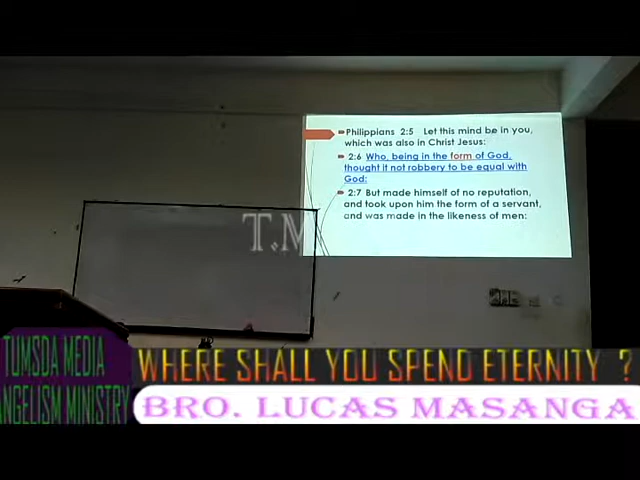 Philippians 2:5 Let this mind be in you,
which was also in Christ Jesus:
2:6 Who, being in the form of God,
thought it not robbery to be equal with
God:
2:7 But made himself of no reputation,
and took upon him the form of a servant,
and was made in the likeness of men:
T.M
TUMSDA MEDIA
ANGELISM MINISTRY
WHERE SHALL YOU SPEND ETERNITY ?
BRO. LUCAS MASANGA